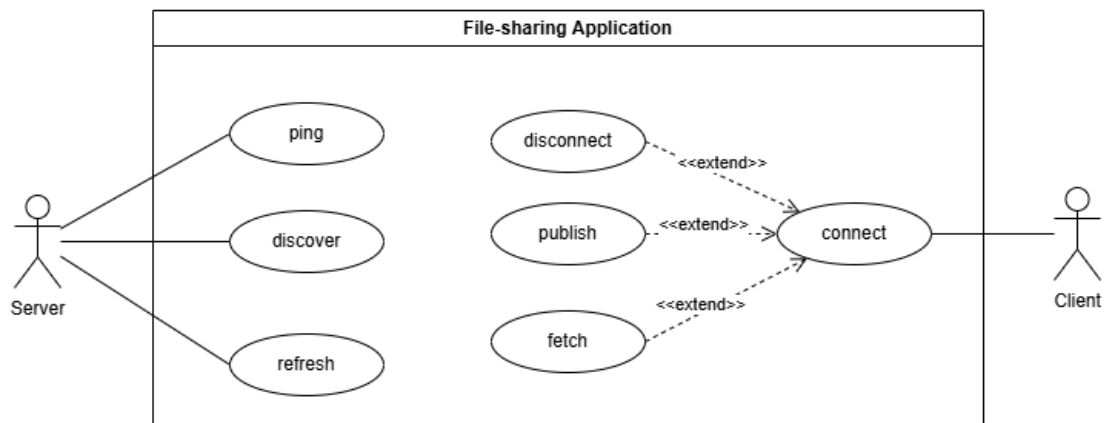 File-sharing Application
ping
disconnect
<<extend>>
discover
publish
<<extend>>
connect
Server
Client
<<extend>>
refresh
fetch